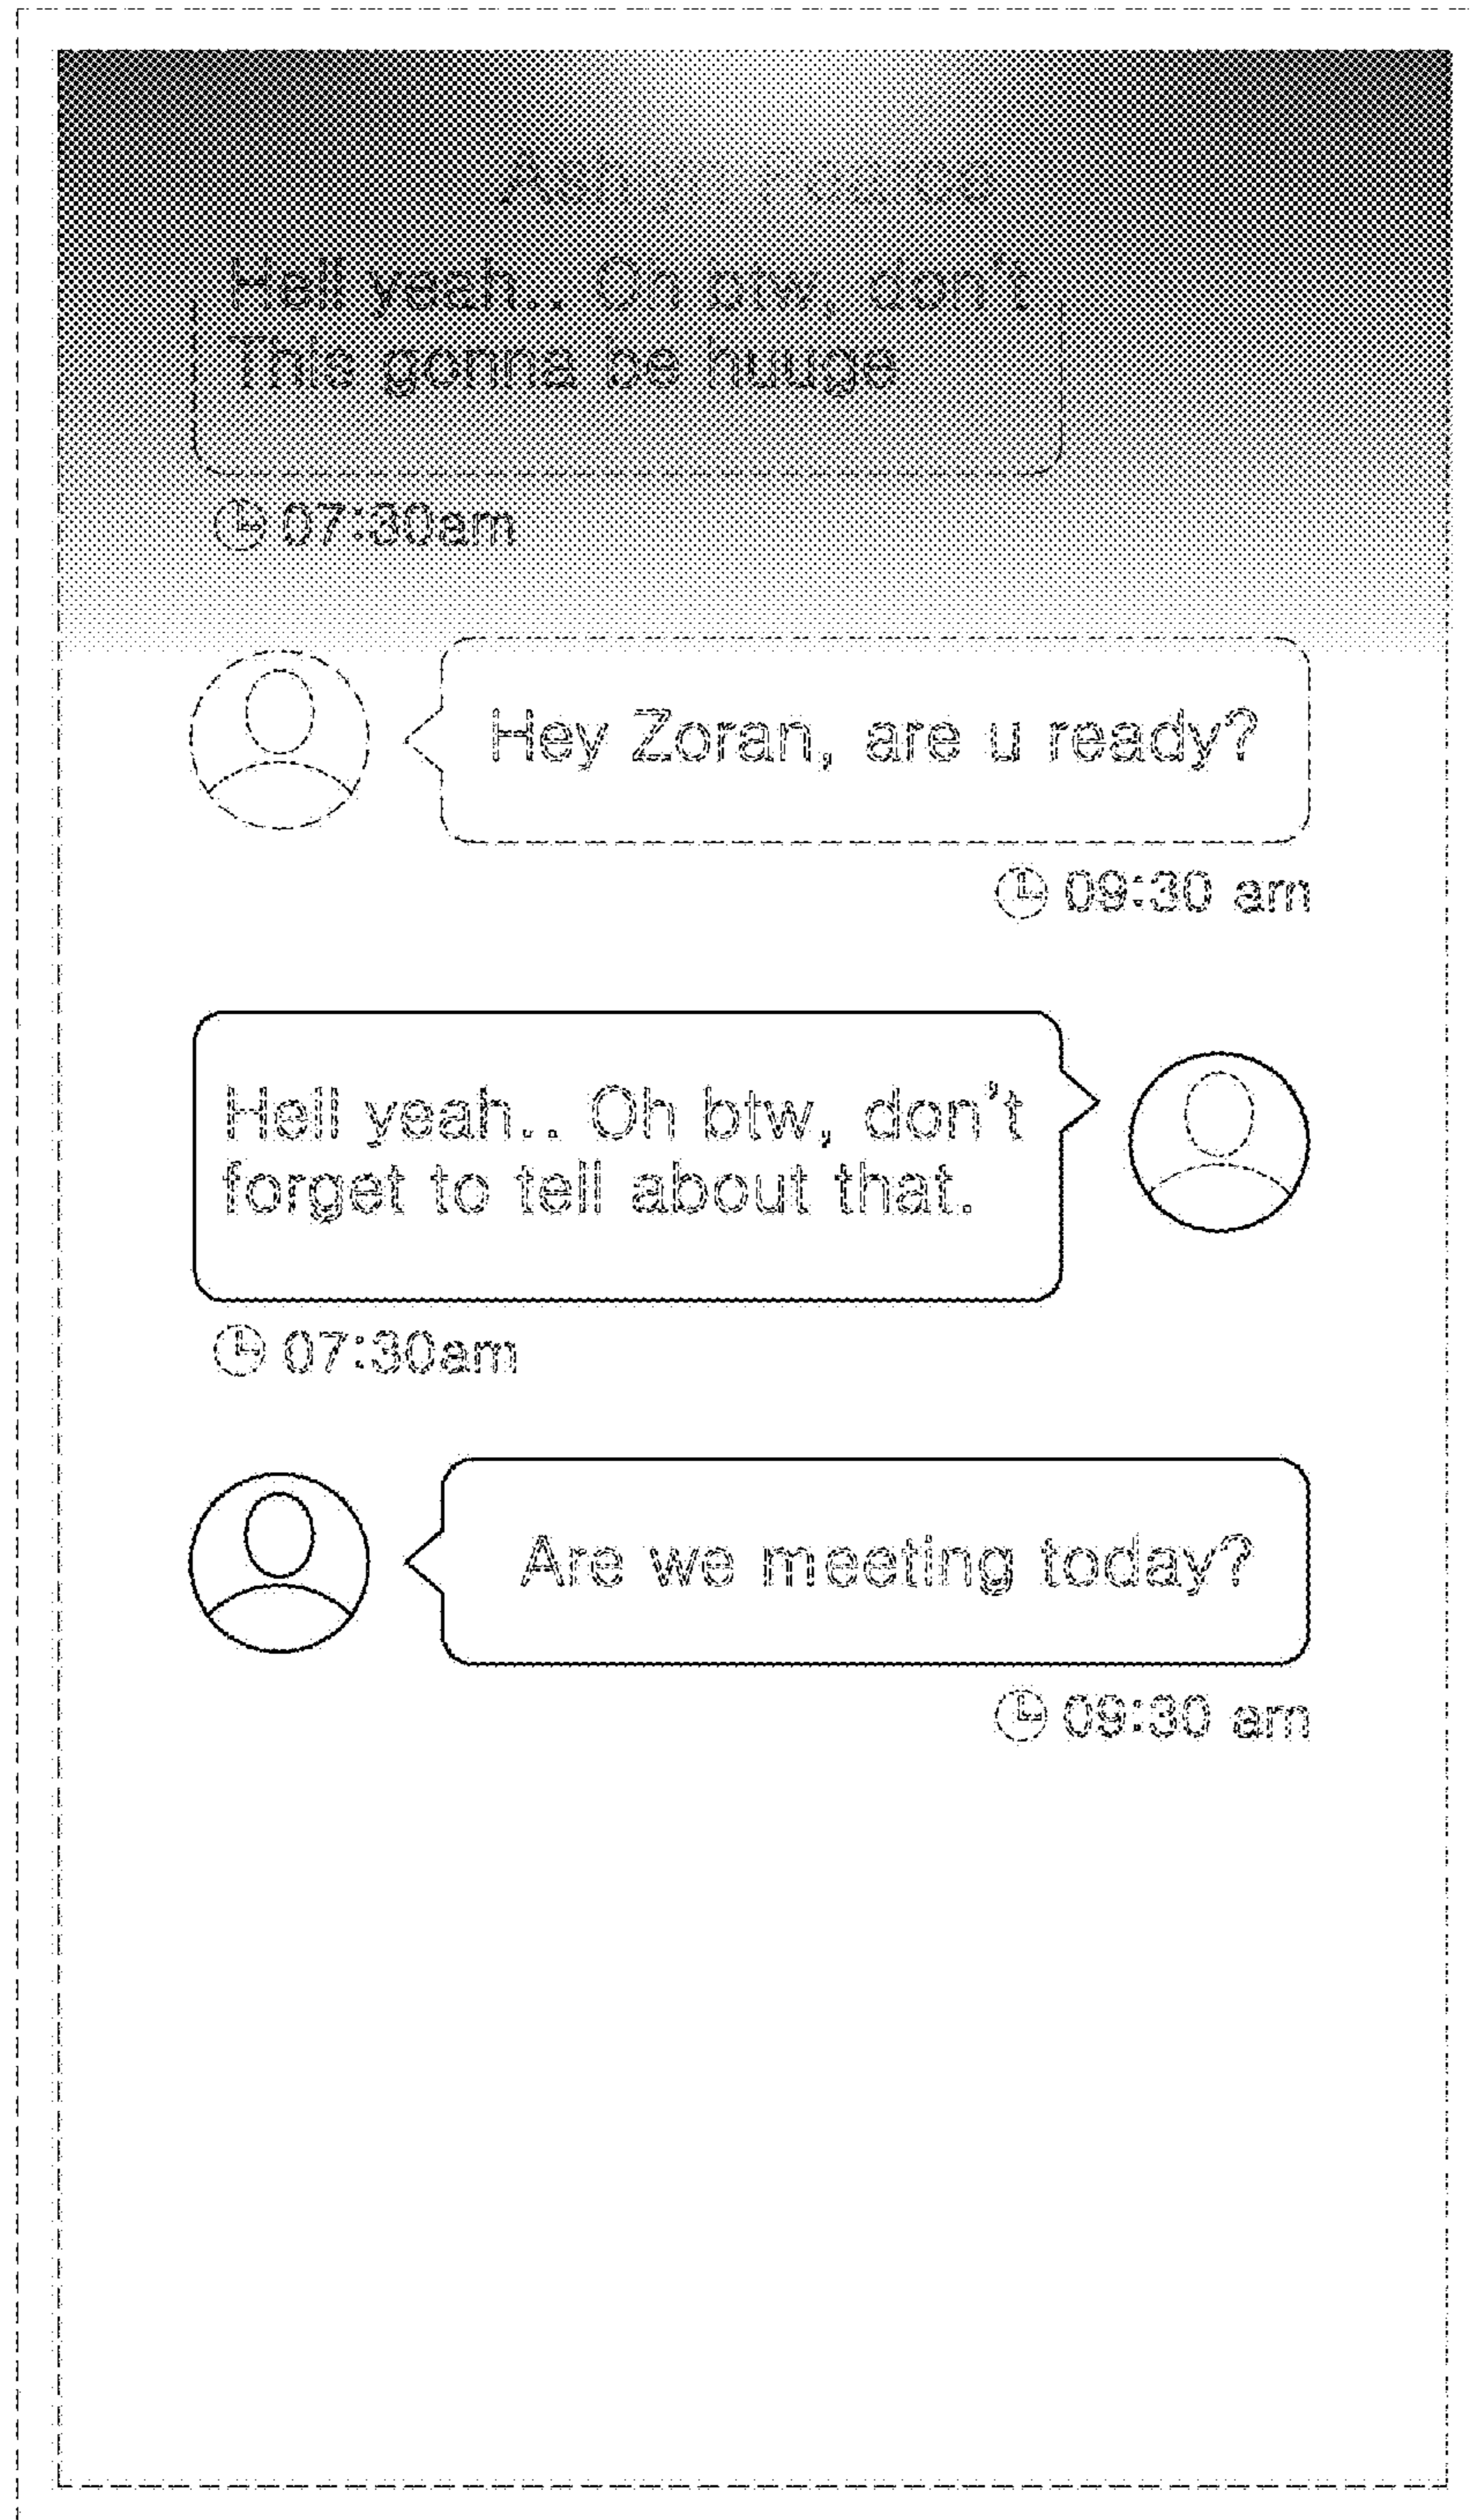 Hell yeah.. Oh btw, don't
This gonna be huuge
07:30am
Hey Zoran, are u ready?
09:30 am
Hell yeah.. Oh btw, don't
forget to tell about that.
07:30am
Are we meeting today?
09:30 am